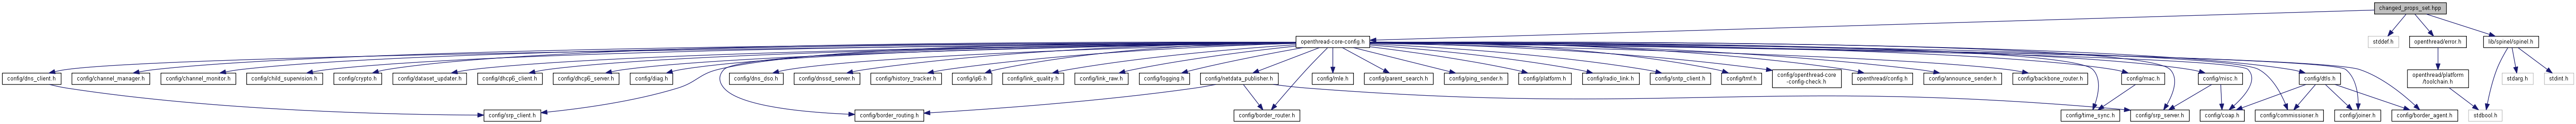 changed_props_set.hpp
openthread-core-config.h
stddef.h
openthread/error.h
lib/spinel/spinel.h
config/dns_client.h
config/channel_manager.h
config/channel_monitor.h
config/child_supervision.h
config/crypto.h
config/dataset_updater.h
config/dhcp6_client.h
config/dhcp6_server.h
config/diag.h
config/dns_dso.h
config/dnssd_server.h
config/history_tracker.h
config/ip6.h
config/link_quality.h
config/link_raw.h
config/logging.h
config/netdata_publisher.h
config/mle.h
config/parent_search.h
config/ping_sender.h
config/platform.h
config/radio_link.h
config/sntp_client.h
config/tmf.h
config/openthread-core
-config-check.h
openthread/config.h
config/announce_sender.h
config/backbone_router.h
config/mac.h
config/misc.h
config/dtls.h
openthread/platform
/toolchain.h
stdarg.h
stdint.h
config/srp_client.h
config/border_routing.h
config/border_router.h
config/time_sync.h
config/srp_server.h
config/coap.h
config/commissioner.h
config/joiner.h
config/border_agent.h
stdbool.h